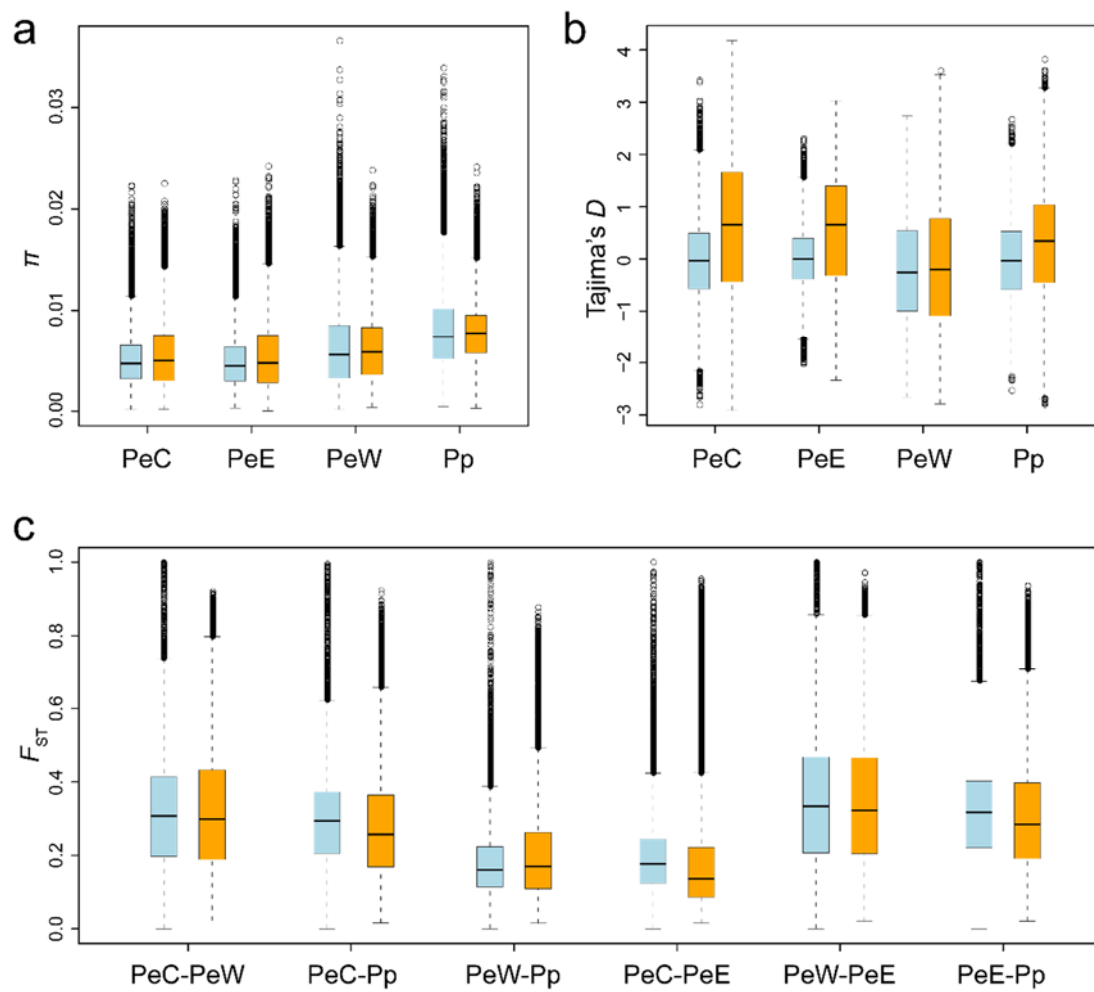 a
π
0.03
0.02
0.01
0.00
PeC PeE PeW Pp
b
Tajima's D
4
3
2
1
0
-1
-2
-3
PeC PeE PeW Pp
c
FST
1.0
0.8
0.6
0.4
0.2
0.0
PeC-PeW PeC-Pp PeW-Pp PeC-PeE PeW-PeE PeE-Pp